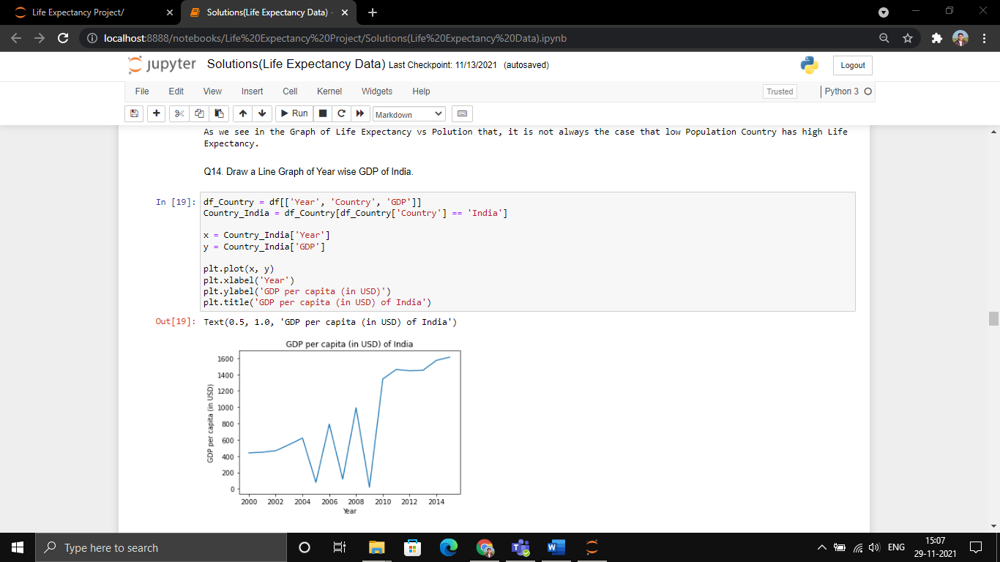 Life Expectancy Project/
Solutions(Life Expectancy Data) -
localhost:8888/notebooks/Life%20Expectancy%20Project/Solutions(Life%20Expectancy%20Data).ipynb
jupyter Solutions(Life Expectancy Data) Last Checkpoint: 11/13/2021 (autosaved) Logout
File Edit View Insert Cell Kernel Widgets Help Trusted Python 3
Run Markdown
As we see in the Graph of Life Expectancy vs Polution that, it is not always the case that low Population Country has high Life
Expectancy.
Q14. Draw a Line Graph of Year wise GDP of India.
In [19]: df_Country = df[['Year', 'Country', 'GDP']]
Country_India = df_Country[df_Country['Country'] == 'India']
x = Country_India['Year']
y = Country_India['GDP']
plt.plot(x, y)
plt.xlabel('Year')
plt.ylabel('GDP per capita (in USD)')
plt.title('GDP per capita (in USD) of India')
Out[19]: Text(0.5, 1.0, 'GDP per capita (in USD) of India')
GDP per capita (in USD) of India
GDP per capita (in USD)
1600
1400
1200
1000
800
600
400
200
0
2000 2002 2004 2006 2008 2010 2012 2014
Year
Type here to search
ENG
15:07
29-11-2021